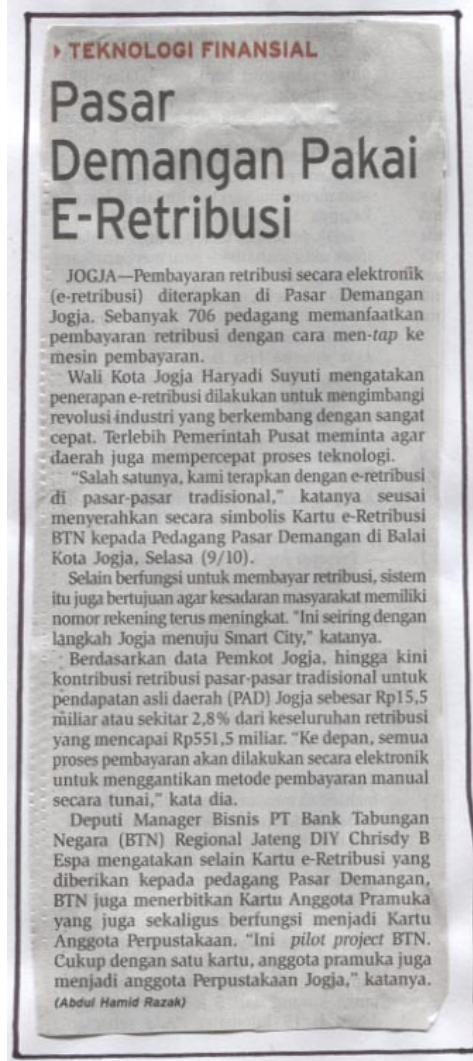 TEKNOLOGI FINANSIAL
Pasar
Demangan Pakai
E-Retribusi
JOGJA—Pembayaran retribusi secara elektronik
(e-retribusi) diterapkan di Pasar Demangan
Jogja. Sebanyak 706 pedagang memanfaatkan
pembayaran retribusi dengan cara men-tap ke
mesin pembayaran.
Wali Kota Jogja Haryadi Suyuti mengatakan
penerapan e-retribusi dilakukan untuk mengimbangi
revolusi industri yang berkembang dengan sangat
cepat. Terlebih Pemerintah Pusat meminta agar
daerah juga mempercepat proses teknologi.
"Salah satunya, kami terapkan dengan e-retribusi
di pasar-pasar tradisional," katanya seusai
menyerahkan secara simbolis Kartu e-Retribusi
BTN kepada Pedagang Pasar Demangan di Balai
Kota Jogja, Selasa (9/10).
Selain berfungsi untuk membayar retribusi, sistem
itu juga bertujuan agar kesadaran masyarakat memiliki
nomor rekening terus meningkat. "Ini seiring dengan
langkah Jogja menuju Smart City," katanya.
Berdasarkan data Pemkot Jogja, hingga kini
kontribusi retribusi pasar-pasar tradisional untuk
pendapatan asli daerah (PAD) Jogja sebesar Rp15,5
miliar atau sekitar 2,8% dari keseluruhan retribusi
yang mencapai Rp551,5 miliar. "Ke depan, semua
proses pembayaran akan dilakukan secara elektronik
untuk menggantikan metode pembayaran manual
secara tunai," kata dia.
Deputi Manager Bisnis PT Bank Tabungan
Negara (BTN) Regional Jateng DIY Chrisdy B
Espa mengatakan selain Kartu e-Retribusi yang
diberikan kepada pedagang Pasar Demangan,
BTN juga menerbitkan Kartu Anggota Pramuka
yang juga sekaligus berfungsi menjadi Kartu
Anggota Perpustakaan. "Ini pilot project BTN.
Cukup dengan satu kartu, anggota pramuka juga
menjadi anggota Perpustakaan Jogja," katanya.
(Abdul Hamid Razak)